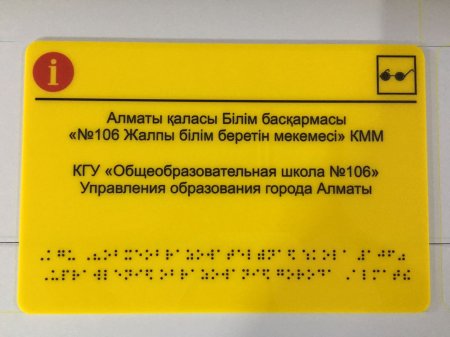 i
Алматы қаласы Білім басқармасы
«№106 Жалпы білім беретін мекемесі» КММ
КГУ «Общеобразовательная школа №106»
Управления образования города Алматы